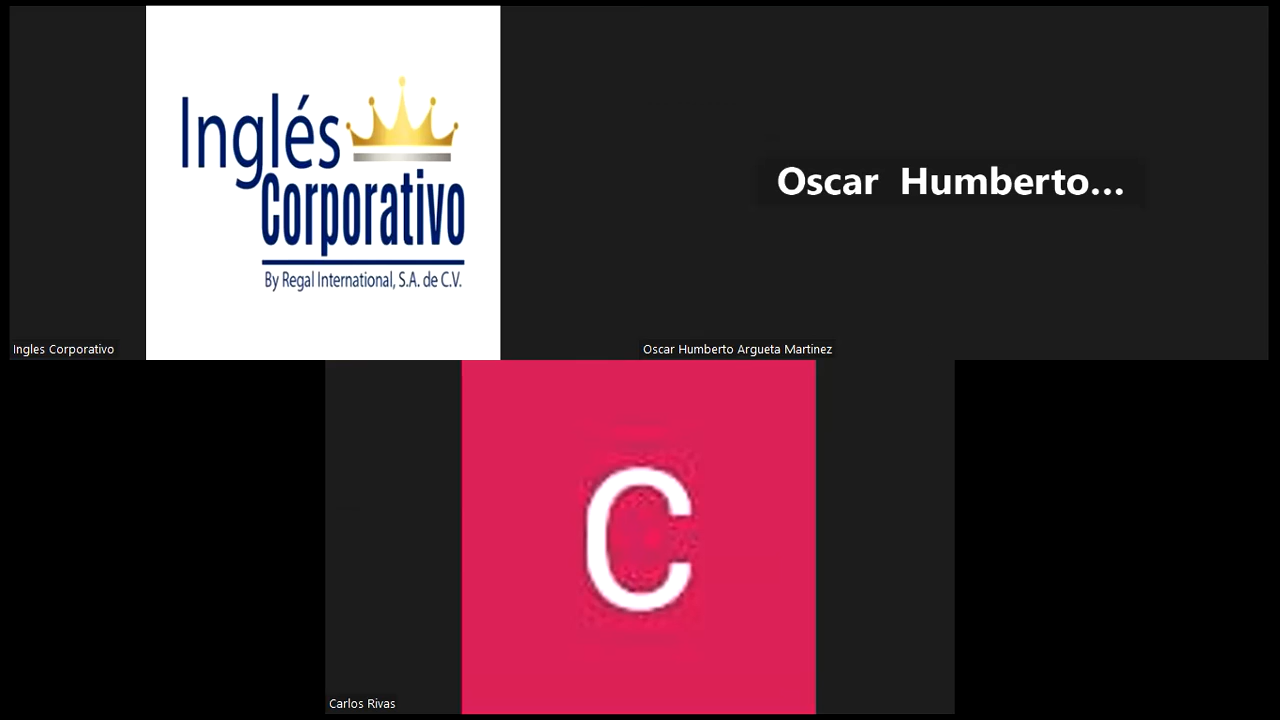 Inglés
Corporativo
By Regal International, S.A. de C.V.
Ingles Corporativo
Oscar Humberto...
Oscar Humberto Argueta Martinez
C
Carlos Rivas